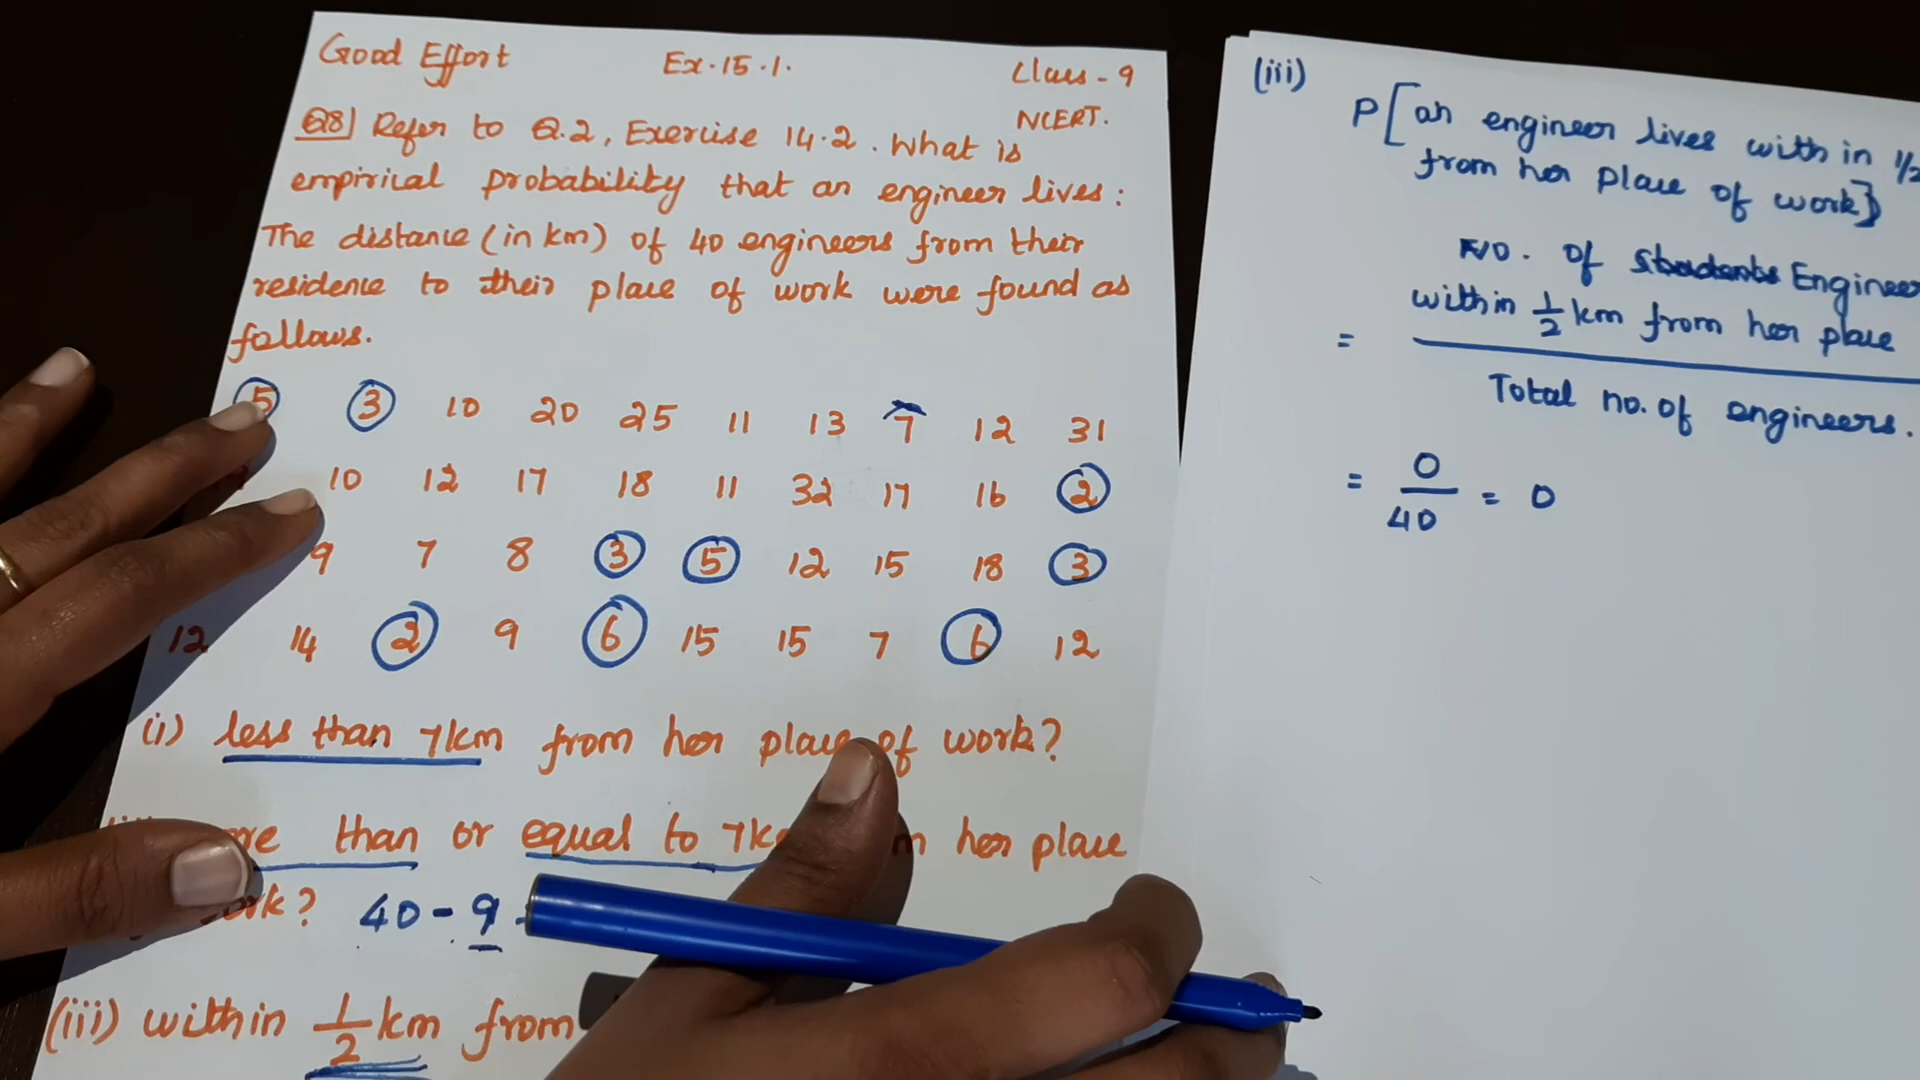 Good Effort Ex.15.1. Class-9
NCERT.
Q8) Refer to Q.2, Exercise 14.2. What is
empirical probability that an engineer lives:
The distance (in km) of 40 engineers from their
residence to their place of work were found as
follows.
5 3 10 20 25 11 13 7 12 31
10 12 17 18 11 32 17 16 2
9 7 8 3 5 12 15 18 3
12 14 2 9 6 15 15 7 6 12
(i) less than 7km from her place of work?
than or equal to 7k her place
? 40 - 9
(iii) within 1/2 km from
(iii)
P[an engineer lives with in 1/2
from her place of work]
No. of Engineer
within 1/2 km from her place
=
Total no. of engineers.
= 0/40 = 0